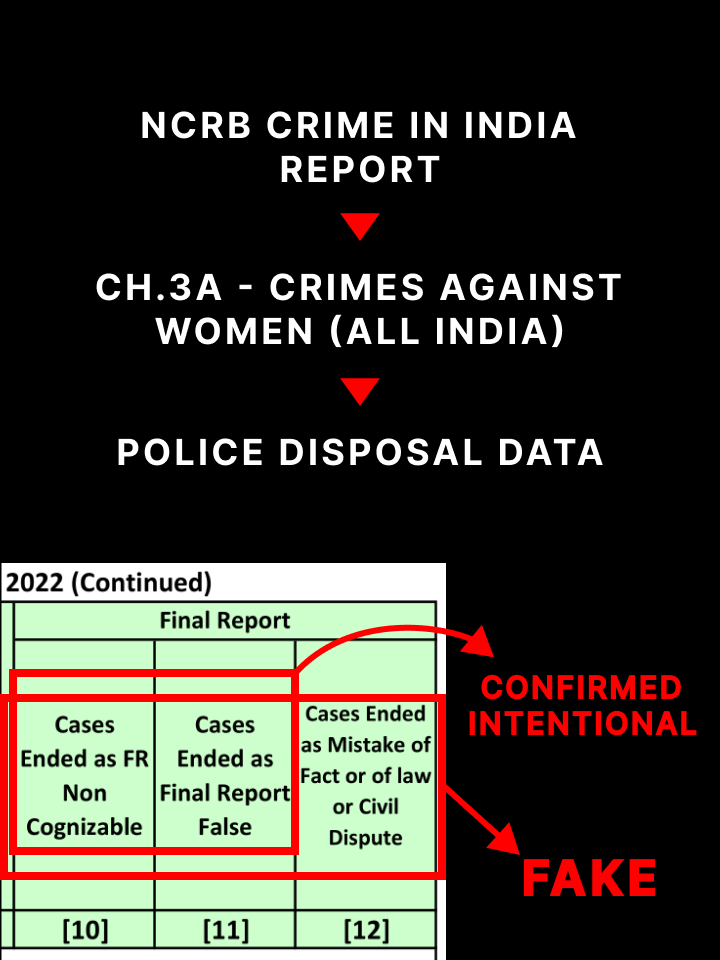 NCRB CRIME IN INDIA
REPORT
CH.3A - CRIMES AGAINST
WOMEN (ALL INDIA)
POLICE DISPOSAL DATA
2022 (Continued)
Final Report
Cases
Ended as FR
Non
Cognizable
Cases
Ended as
Final Report
False
Cases Ended
as Mistake of
Fact or of law
or Civil
Dispute
[10]
[11]
[12]
CONFIRMED
INTENTIONAL
FAKE